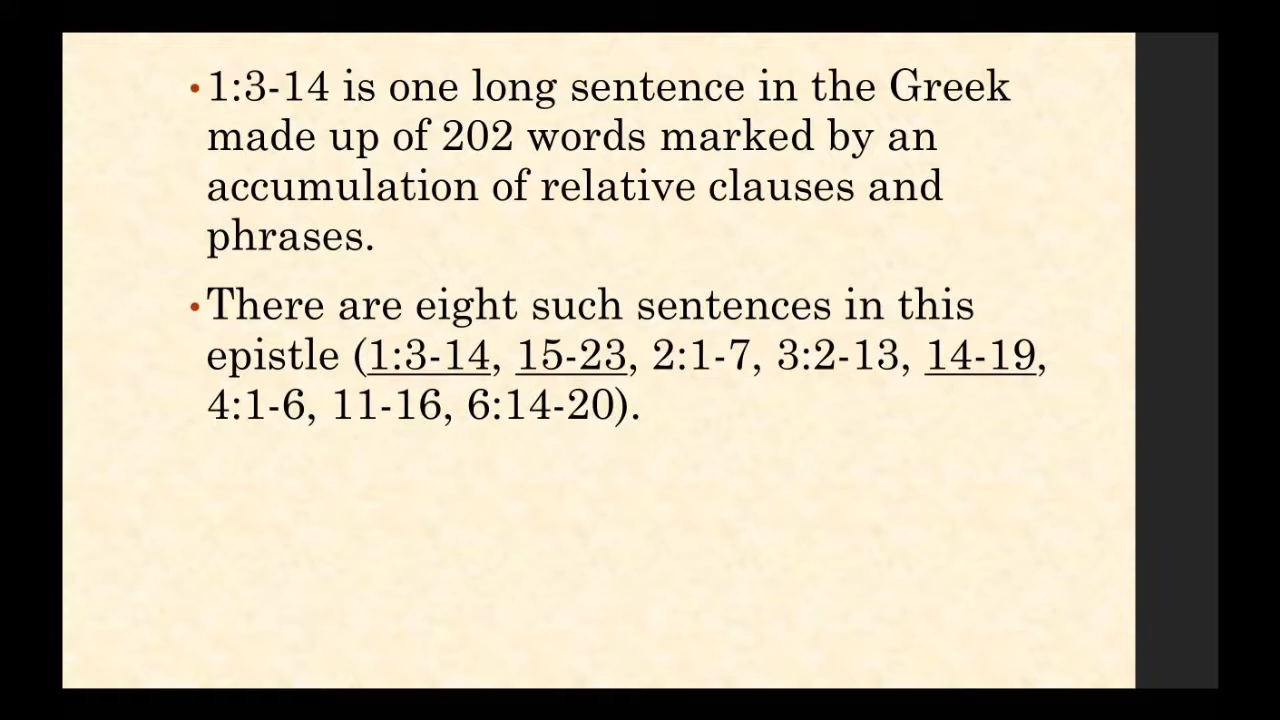 •1:3-14 is one long sentence in the Greek
made up of 202 words marked by an
accumulation of relative clauses and
phrases.
•There are eight such sentences in this
epistle (1:3-14, 15-23, 2:1-7, 3:2-13, 14-19,
4:1-6, 11-16, 6:14-20).